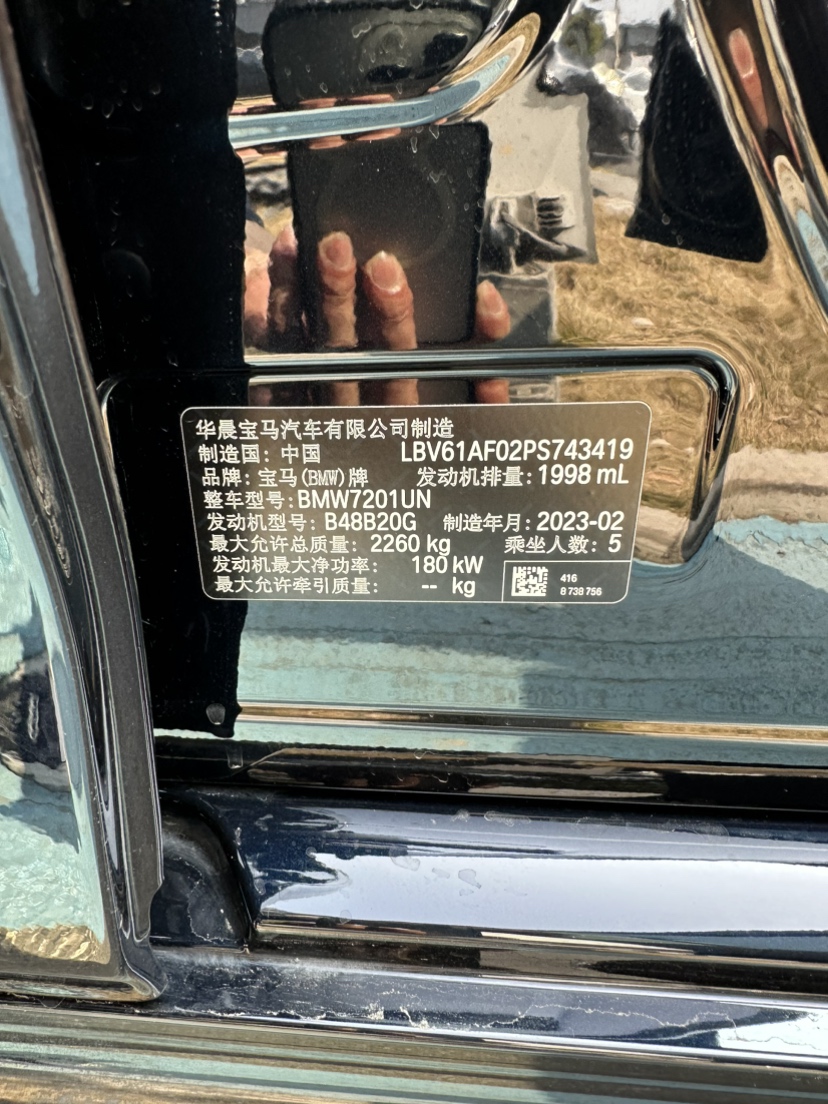 华晨宝马汽车有限公司制造
制造国: 中国 LBV61AF02PS743419
品牌: 宝马(BMW)牌 发动机排量: 1998 mL
整车型号: BMW7201UN
发动机型号: B48B20G 制造年月: 2023-02
最大允许总质量: 2260 kg 乘坐人数: 5
发动机最大净功率: 180 kW
最大允许牵引质量: -- kg
416
8 738 756